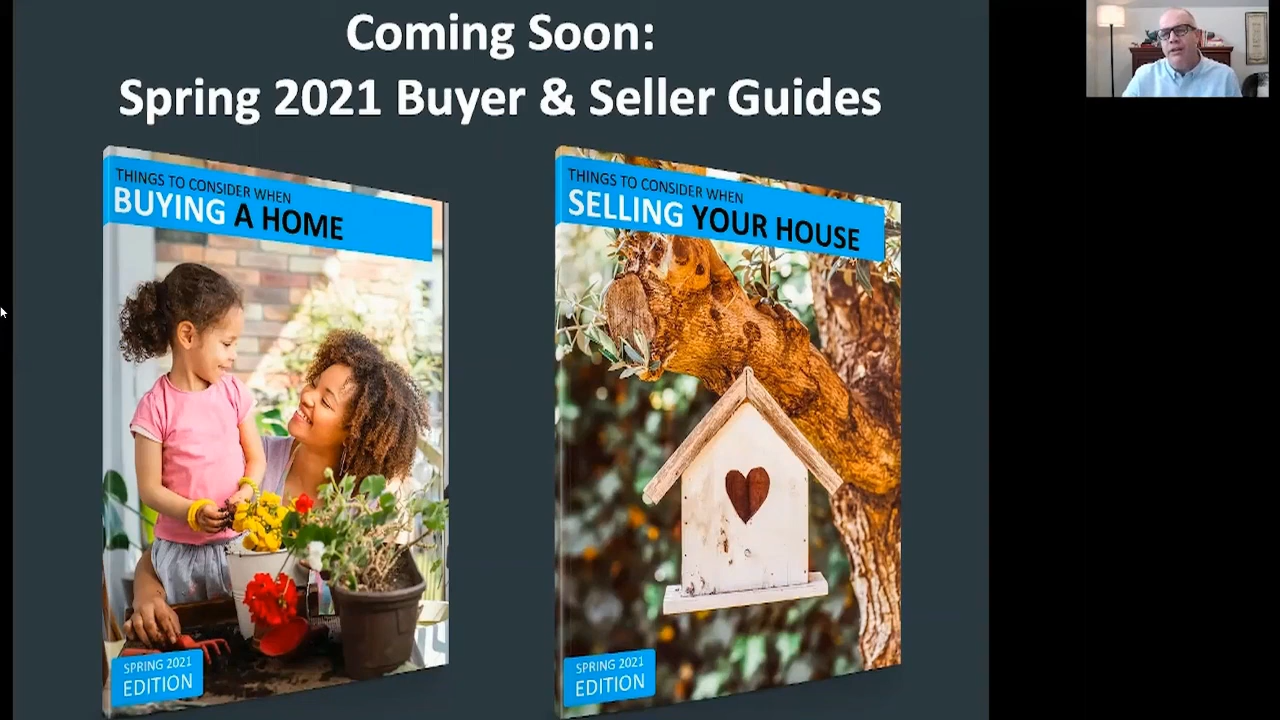 Coming Soon:
Spring 2021 Buyer & Seller Guides
THINGS TO CONSIDER WHEN
BUYING A HOME
SPRING 2021
EDITION
THINGS TO CONSIDER WHEN
SELLING YOUR HOUSE
SPRING 2021
EDITION